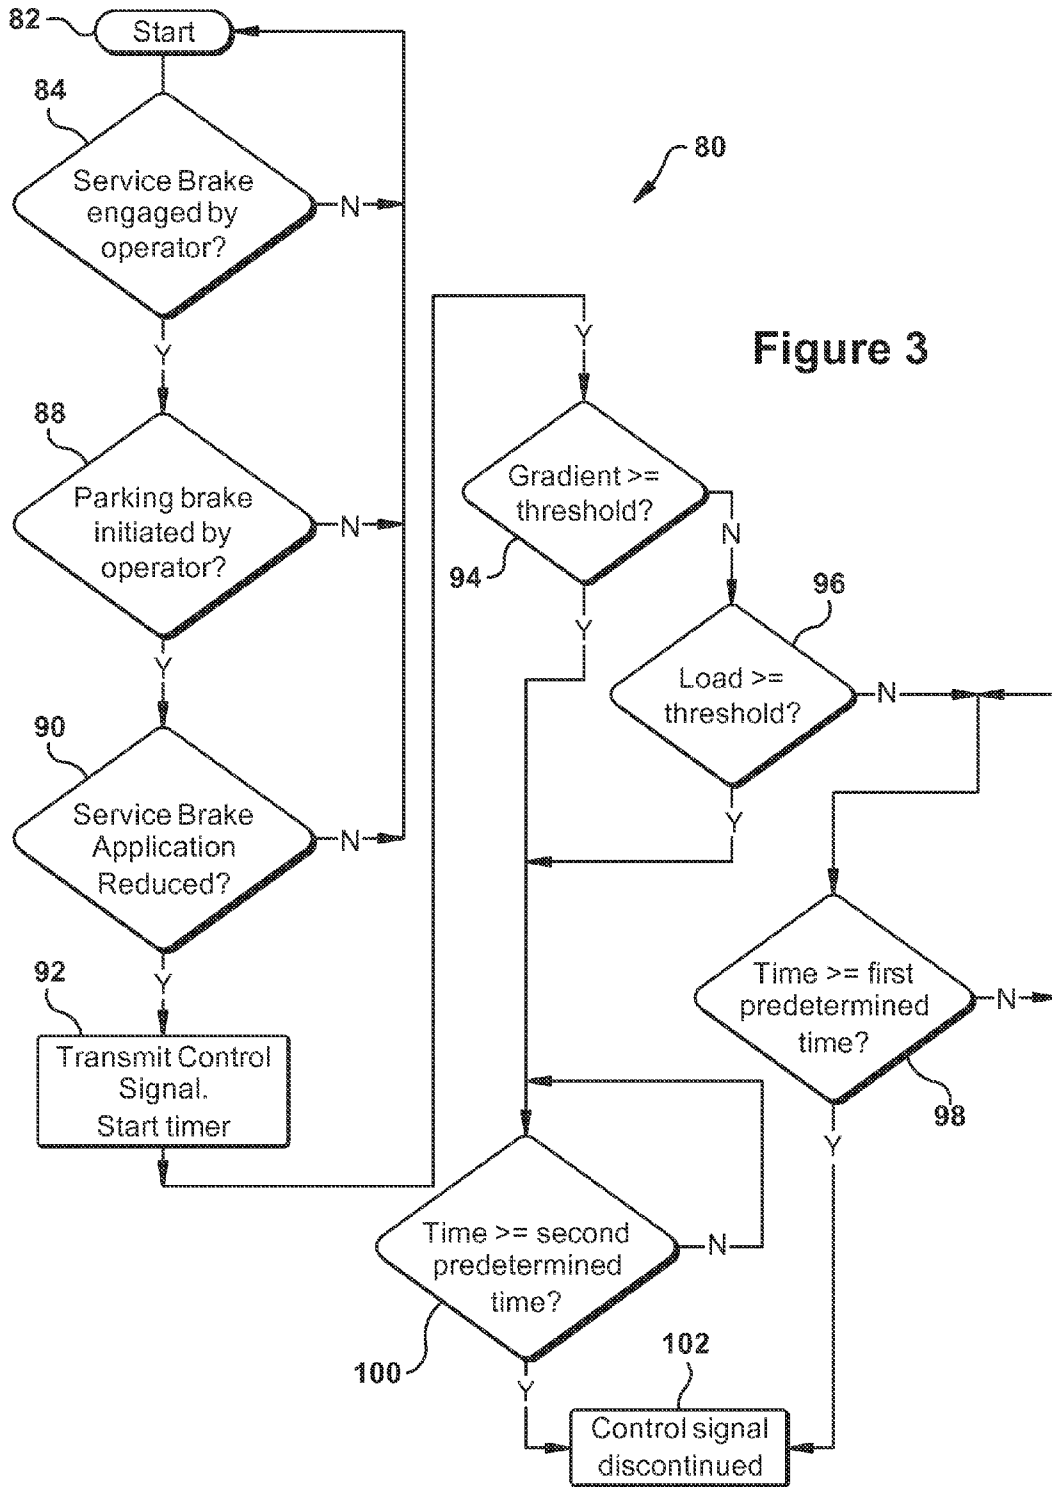 82
Start
84
Service Brake
engaged by
operator?
N
80
Y
Y
Figure 3
88
Parking brake
initiated by
operator?
N
Gradient >=
threshold?
N
94
Y
Y
96
Load >=
threshold?
N
Y
90
Service Brake
Application
Reduced?
N
Y
92
Transmit Control
Signal.
Start timer
Time >= first
predetermined
time?
N
98
Y
Time >= second
predetermined
time?
N
100
Y
102
Control signal
discontinued